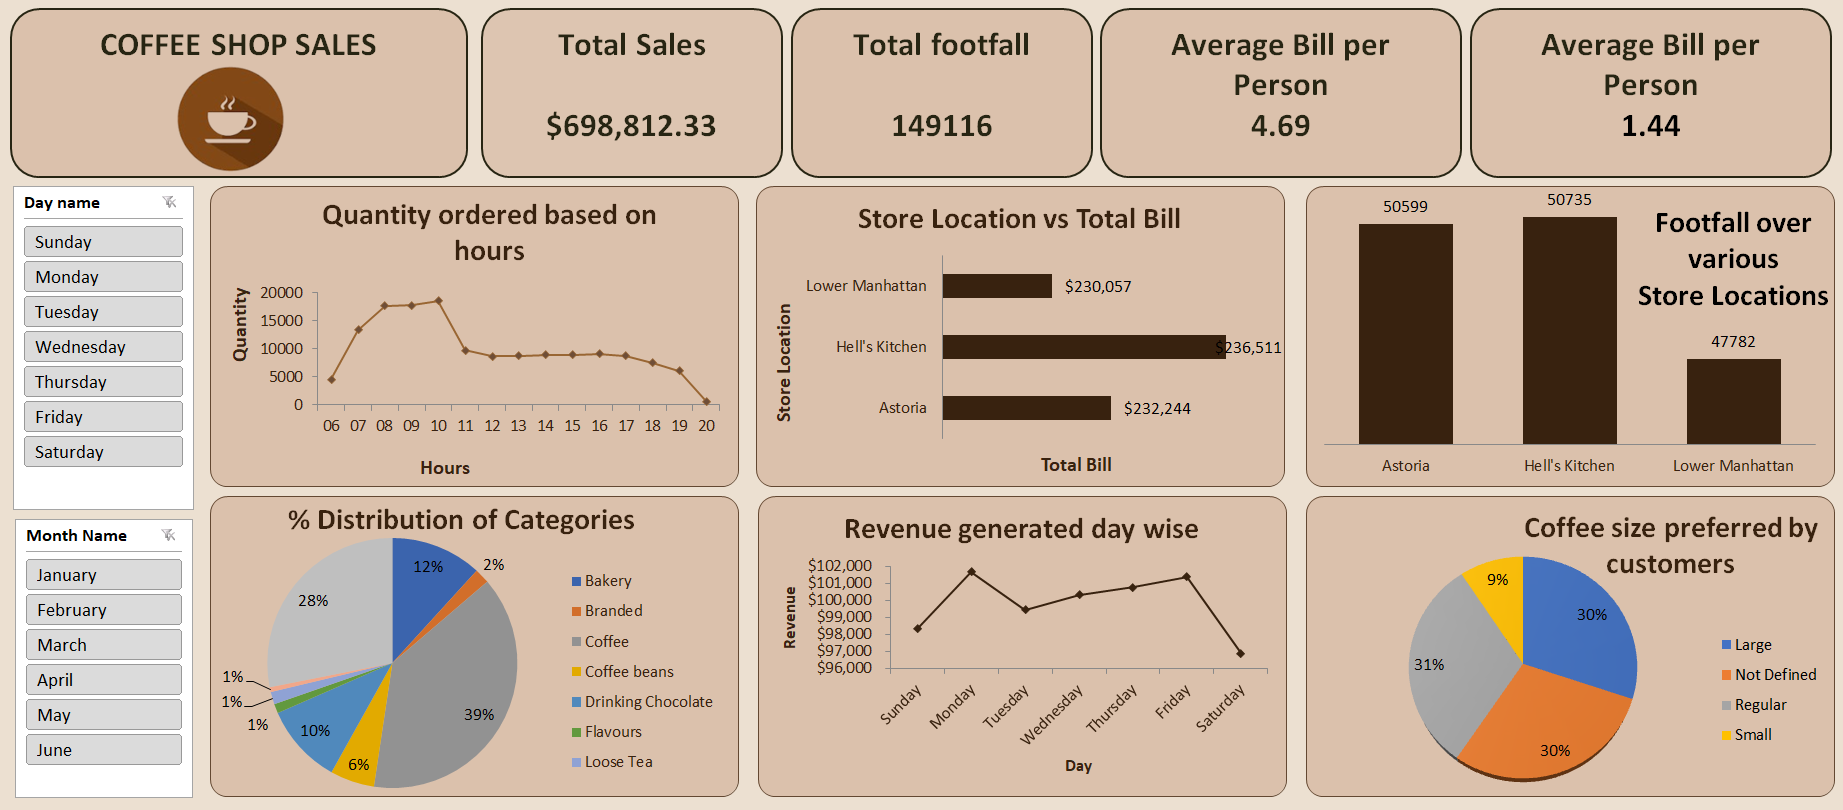 COFFEE SHOP SALES
Total Sales
$698,812.33
Total footfall
149116
Average Bill per
Person
4.69
Average Bill per
Person
1.44
Day name
Sunday
Monday
Tuesday
Wednesday
Thursday
Friday
Saturday
Month Name
January
February
March
April
May
June
Quantity ordered based on
hours
Quantity
20000
15000
10000
5000
0
06 07 08 09 10 11 12 13 14 15 16 17 18 19 20
Hours
Store Location vs Total Bill
Store Location
Lower Manhattan $230,057
Hell's Kitchen $236,511
Astoria $232,244
Total Bill
Footfall over
various
Store Locations
50599
50735
47782
Astoria Hell's Kitchen Lower Manhattan
% Distribution of Categories
12%
2%
39%
6%
10%
1%
1%
1%
28%
Bakery
Branded
Coffee
Coffee beans
Drinking Chocolate
Flavours
Loose Tea
Revenue generated day wise
Revenue
$102,000
$101,000
$100,000
$99,000
$98,000
$97,000
$96,000
Sunday Monday Tuesday Wednesday Thursday Friday Saturday
Day
Coffee size preferred by
customers
9%
30%
31%
30%
Large
Not Defined
Regular
Small